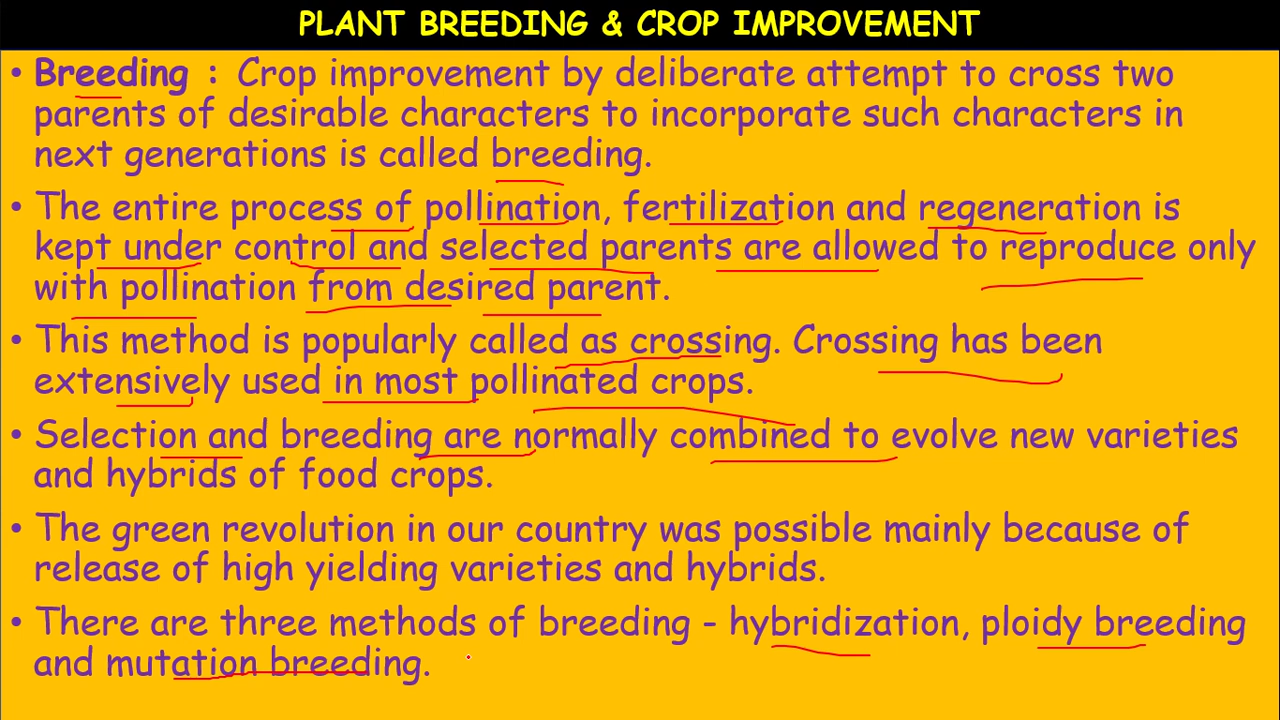 PLANT BREEDING & CROP IMPROVEMENT
• Breeding : Crop improvement by deliberate attempt to cross two
parents of desirable characters to incorporate such characters in
next generations is called breeding.
• The entire process of pollination, fertilization and regeneration is
kept under control and selected parents are allowed to reproduce only
with pollination from desired parent.
• This method is popularly called as crossing. Crossing has been
extensively used in most pollinated crops.
• Selection and breeding are normally combined to evolve new varieties
and hybrids of food crops.
• The green revolution in our country was possible mainly because of
release of high yielding varieties and hybrids.
• There are three methods of breeding - hybridization, ploidy breeding
and mutation breeding.